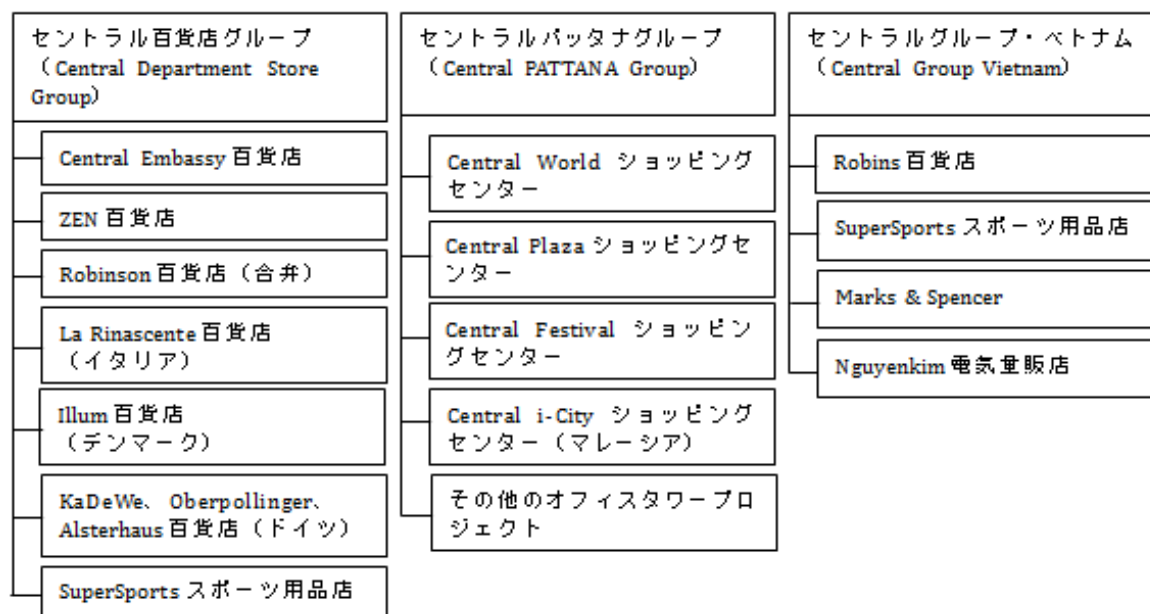 セントラル百貨店グループ
（Central Department Store
Group）
Central Embassy 百貨店
ZEN 百貨店
Robinson 百貨店（合弁）
La Rinascente 百貨店
（イタリア）
Illum 百貨店
（デンマーク）
KaDeWe、Oberpollinger、
Alsterhaus 百貨店（ドイツ）
SuperSports スポーツ用品店
セントラルパッタナグループ
（Central PATTANA Group）
Central World ショッピング
センター
Central Plaza ショッピングセ
ンター
Central Festival ショッピン
グセンター
Central i-City ショッピング
センター（マレーシア）
その他のオフィスタワープロ
ジェクト
セントラルグループ・ベトナム
（Central Group Vietnam）
Robins 百貨店
SuperSports スポーツ用品店
Marks & Spencer
Nguyenkim 電気量販店